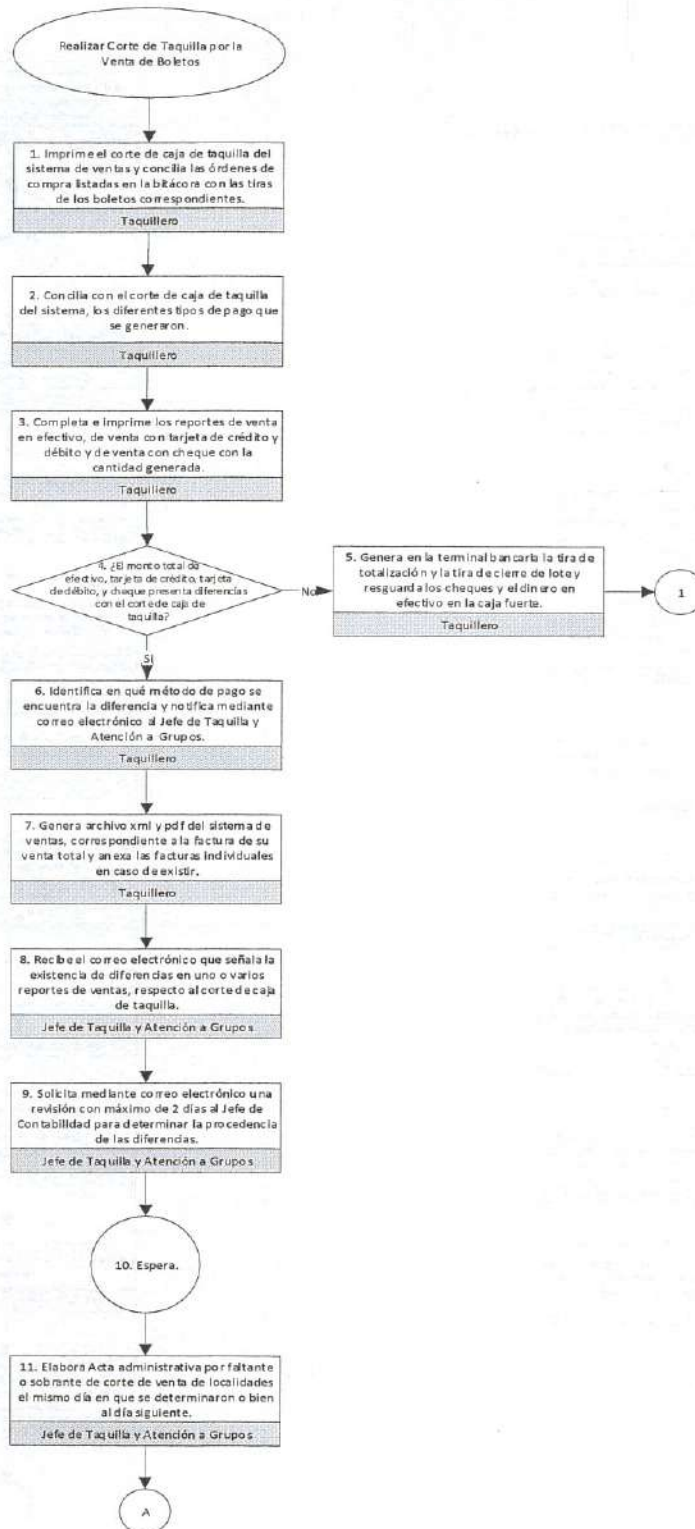 Realizar Corte de Taquilla por la
Venta de Boletos
1. Imprime el corte de caja de taquilla del
sistema de ventas y concilia las órdenes de
compra listadas en la bitácora con las tiras
de los boletos correspondientes.
Taquillero
2. Concilia con el corte de caja de taquilla
del sistema, los diferentes tipos de pago que
se generaron.
Taquillero
3. Completa e imprime los reportes de venta
en efectivo, de venta con tarjeta de crédito y
débito y de venta con cheque con la
cantidad generada.
Taquillero
4. ¿El monto total de
efectivo, tarjeta de crédito, tarjeta
de débito, y cheque presenta diferencias
con el corte de caja de
taquilla?
No
5. Genera en la terminal bancaria la tira de
totalización y la tira de cierre de lote y
resguarda los cheques y el dinero en
efectivo en la caja fuerte.
Taquillero
1
Sí
6. Identifica en qué método de pago se
encuentra la diferencia y notifica mediante
correo electrónico al Jefe de Taquilla y
Atención a Grupos.
Taquillero
7. Genera archivo xml y pdf del sistema de
ventas, correspondiente a la factura de su
venta total y anexa las facturas individuales
en caso de existir.
Taquillero
8. Recibe el correo electrónico que señala la
existencia de diferencias en uno o varios
reportes de ventas, respecto al corte de caja
de taquilla.
Jefe de Taquilla y Atención a Grupos
9. Solicita mediante correo electrónico una
revisión con máximo de 2 días al Jefe de
Contabilidad para determinar la procedencia
de las diferencias.
Jefe de Taquilla y Atención a Grupos
10. Espera.
11. Elabora Acta administrativa por faltante
o sobrante de corte de venta de localidades
el mismo día en que se determinaron o bien
al día siguiente.
Jefe de Taquilla y Atención a Grupos
A